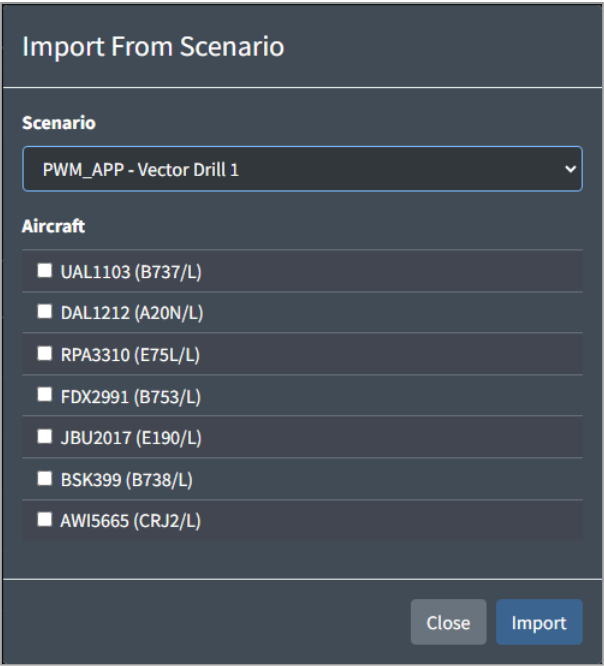 Import From Scenario
Scenario
PWM_APP - Vector Drill 1
Aircraft
UAL1103 (B737/L)
DAL1212 (A20N/L)
RPA3310 (E75L/L)
FDX2991 (B753/L)
JBU2017 (E190/L)
BSK399 (B738/L)
AWI5665 (CRJ2/L)
Close Import